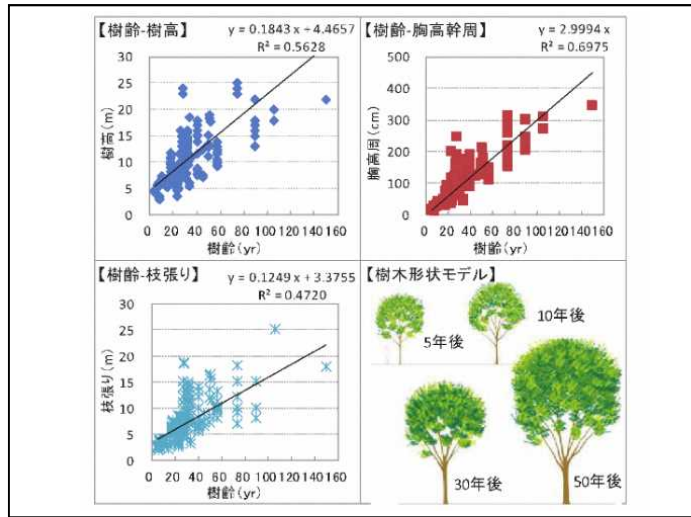 【樹齢-樹高】
y = 0.1843 x + 4.4657
R² = 0.5628
30
25
20
15
10
5
0
樹高(m)
0 20 40 60 80 100 120 140 160
樹齢(yr)
【樹齢-胸高幹周】
y = 2.9994 x
R² = 0.6975
500
400
300
200
100
0
胸高周(cm)
0 20 40 60 80 100 120 140 160
樹齢(yr)
【樹齢-枝張り】
y = 0.1249 x + 3.3755
R² = 0.4720
30
25
20
15
10
5
0
枝張り(m)
0 20 40 60 80 100 120 140 160
樹齢(yr)
【樹木形状モデル】
5年後
10年後
30年後
50年後